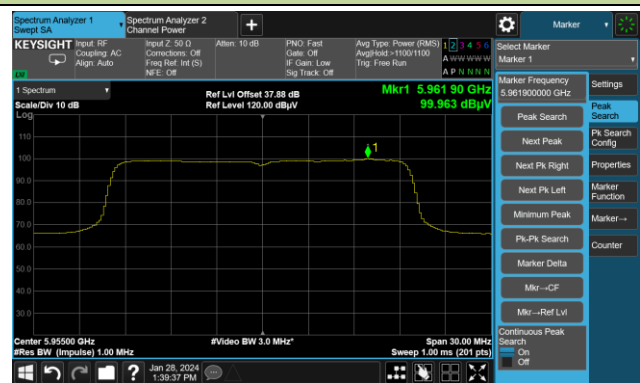 Spectrum Analyzer 1
Swept SA
Spectrum Analyzer 2
Channel Power
Marker
KEYSIGHT
Input: RF
Coupling: AC
Align: Auto
Input Z: 50 Ω
Corrections: Off
Freq Ref: Int (S)
NFE: Off
Atten: 10 dB
PNO: Fast
Gate: Off
IF Gain: Low
Sig Track: Off
Avg Type: Power (RMS)
Avg|Hold:>1100/1100
Trig: Free Run
1 2 3 4 5 6
A W W W W W
A P N N N N
LXI
Select Marker
Marker 1
1 Spectrum
Scale/Div 10 dB
Log
Ref Lvl Offset 37.88 dB
Ref Level 120.00 dBµV
Mkr1 5.961 90 GHz
99.963 dBµV
Marker Frequency
5.961900000 GHz
Settings
Peak Search
Peak
Search
Next Peak
Pk Search
Config
Next Pk Right
Properties
Next Pk Left
Marker
Function
Minimum Peak
Marker→
Pk-Pk Search
Counter
Marker Delta
Mkr→CF
Mkr→Ref Lvl
Continuous Peak
Search
On
Off
110
100
90.0
80.0
70.0
60.0
50.0
40.0
30.0
1
Center 5.95500 GHz
#Res BW (Impulse) 1.00 MHz
#Video BW 3.0 MHz*
Span 30.00 MHz
Sweep 1.00 ms (201 pts)
?
Jan 28, 2024
1:39:37 PM